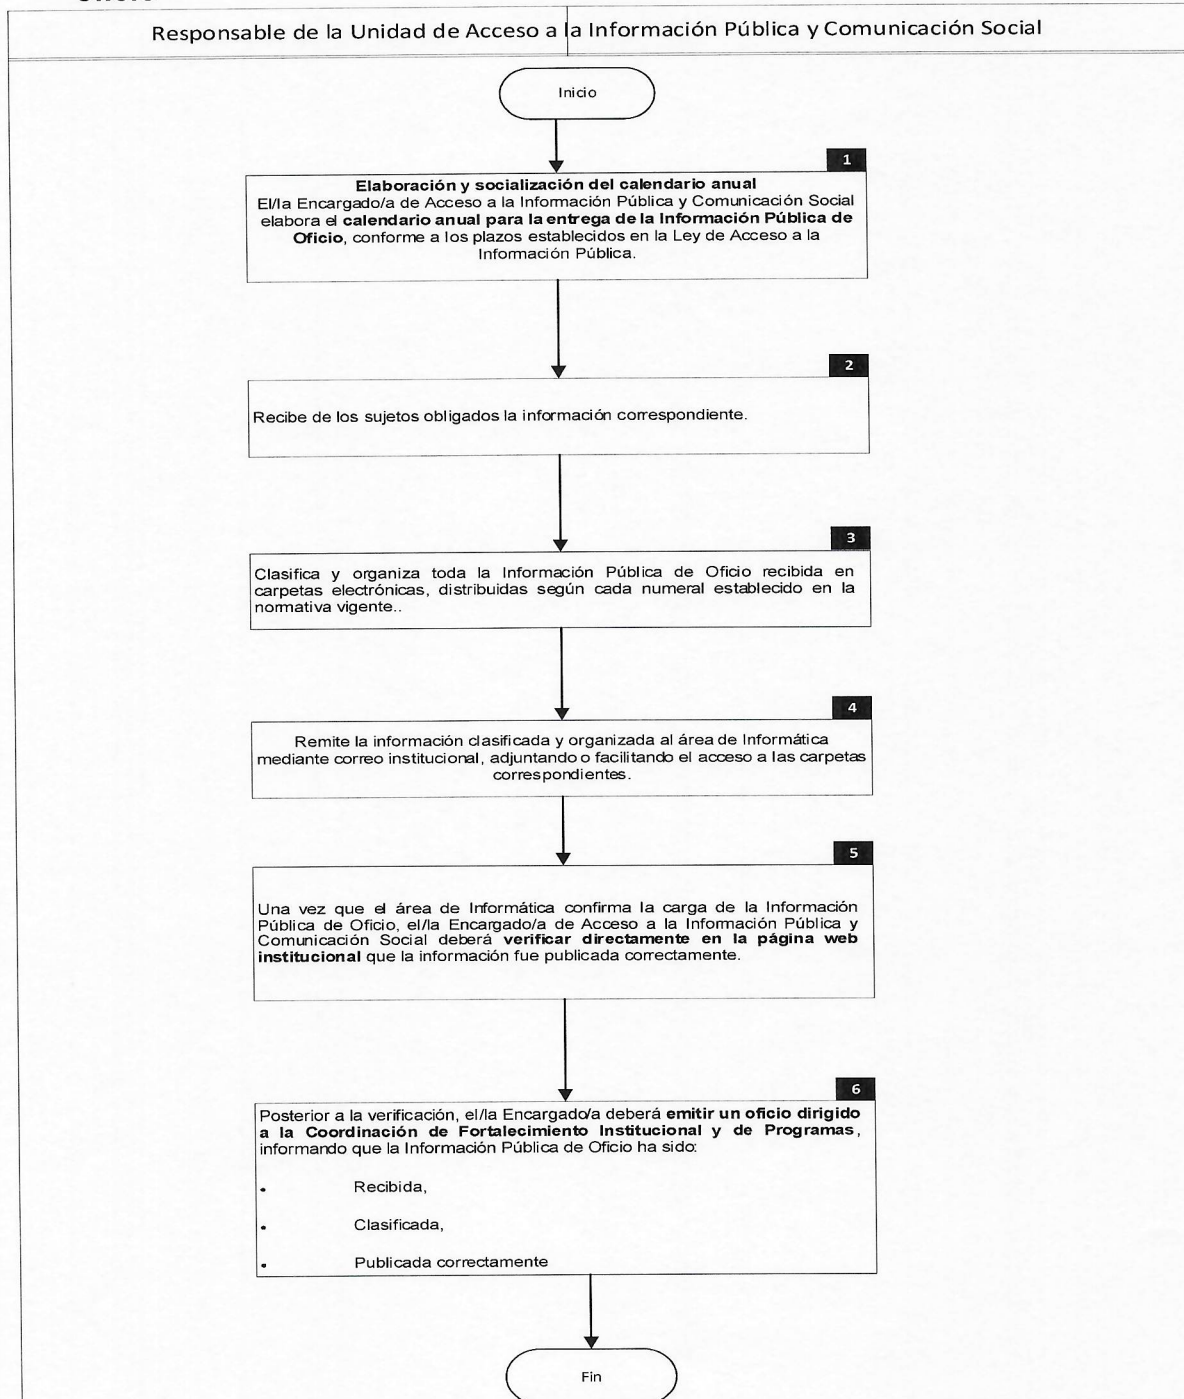 Responsable de la Unidad de Acceso a la Información Pública y Comunicación Social
Inicio
1
Elaboración y socialización del calendario anual
El/la Encargado/a de Acceso a la Información Pública y Comunicación Social
elabora el calendario anual para la entrega de la Información Pública de
Oficio, conforme a los plazos establecidos en la Ley de Acceso a la
Información Pública.
2
Recibe de los sujetos obligados la información correspondiente.
3
Clasifica y organiza toda la Información Pública de Oficio recibida en
carpetas electrónicas, distribuidas según cada numeral establecido en la
normativa vigente..
4
Remite la información clasificada y organizada al área de Informática
mediante correo institucional, adjuntando o facilitando el acceso a las carpetas
correspondientes.
5
Una vez que el área de Informática confirma la carga de la Información
Pública de Oficio, el/la Encargado/a de Acceso a la Información Pública y
Comunicación Social deberá verificar directamente en la página web
institucional que la información fue publicada correctamente.
6
Posterior a la verificación, el/la Encargado/a deberá emitir un oficio dirigido
a la Coordinación de Fortalecimiento Institucional y de Programas,
informando que la Información Pública de Oficio ha sido:
• Recibida,
• Clasificada,
• Publicada correctamente
Fin